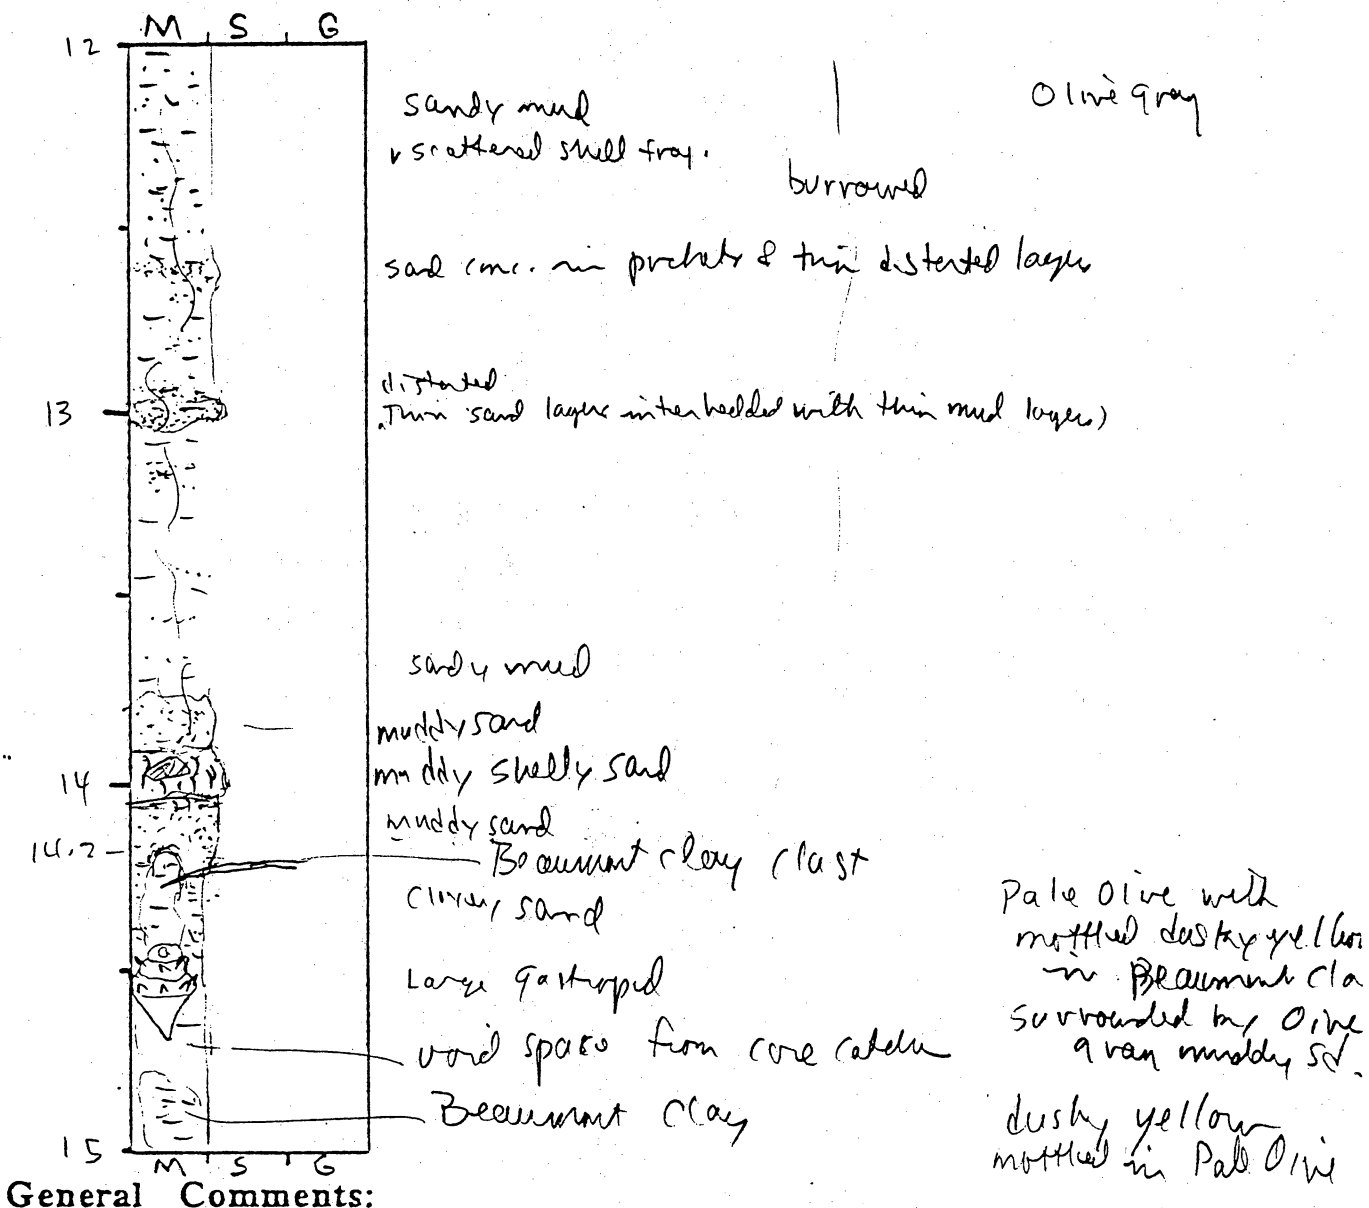 M S G
12
sandy mud
Olive gray
scattered shell frag.
burrowed
sand conc. in pockets & thin distorted layers
distorted
13
Thin sand layers interbedded with thin mud layers)
sandy mud
muddy sand
14
muddy shelly sand
muddy sand
14.2
Beaumont clay clast
clayey sand
Pale Olive with
mottled dusky yellow
in Beaumont Cla
Large gastropod
surrounded by Olive
gray muddy sd.
void space from core catcher
Beaumont Clay
dusky yellow
mottled in Pale Olive
15
M S G
General Comments: